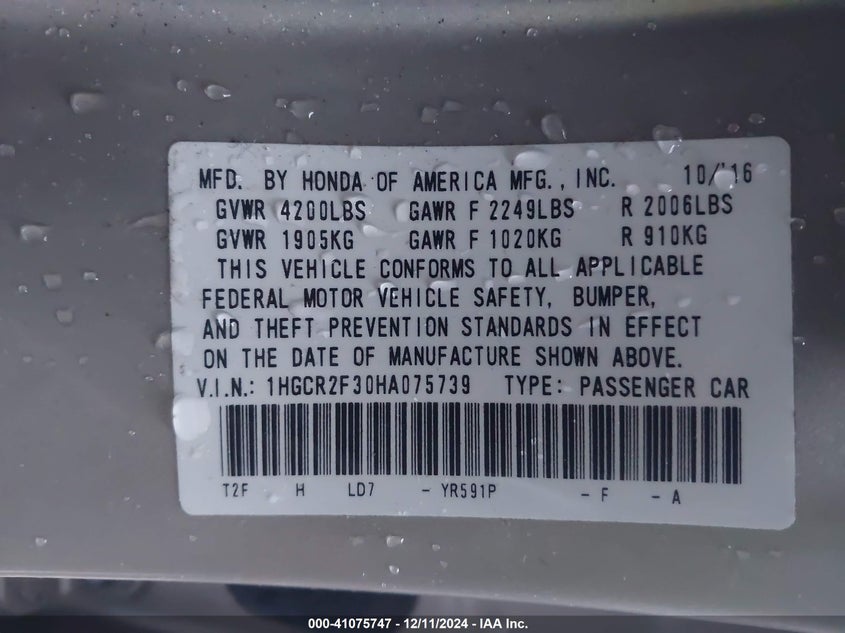 MFD. BY HONDA OF AMERICA MFG., INC. 10/'16
GVWR 4200LBS GAWR F 2249LBS R 2006LBS
GVWR 1905KG GAWR F 1020KG R 910KG
THIS VEHICLE CONFORMS TO ALL APPLICABLE
FEDERAL MOTOR VEHICLE SAFETY, BUMPER,
AND THEFT PREVENTION STANDARDS IN EFFECT
ON THE DATE OF MANUFACTURE SHOWN ABOVE.
V.I.N.: 1HGCR2F30HA075739 TYPE: PASSENGER CAR
T2F H LD7 - YR591P - F - A
000-41075747 - 12/11/2024 - IAA Inc.